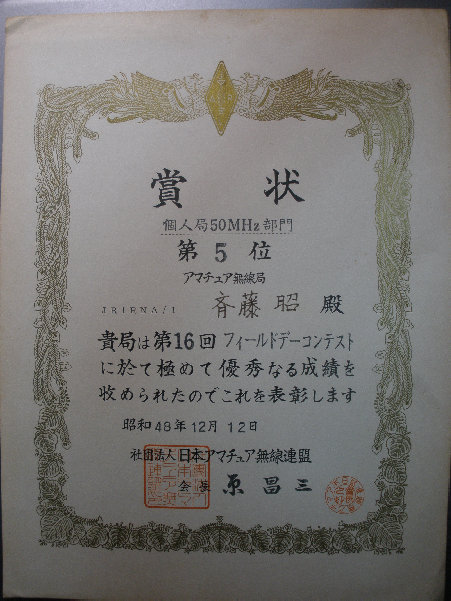 賞状
個人局50MHz部門
第5位
アマチュア無線局
JR1RNA/1 斉藤昭殿
貴局は第16回フィールドデーコンテスト
に於て極めて優秀なる成績を
收められたのでこれを表彰します
昭和48年12月12日
社団法人日本アマチュア無線連盟
会長 原昌三